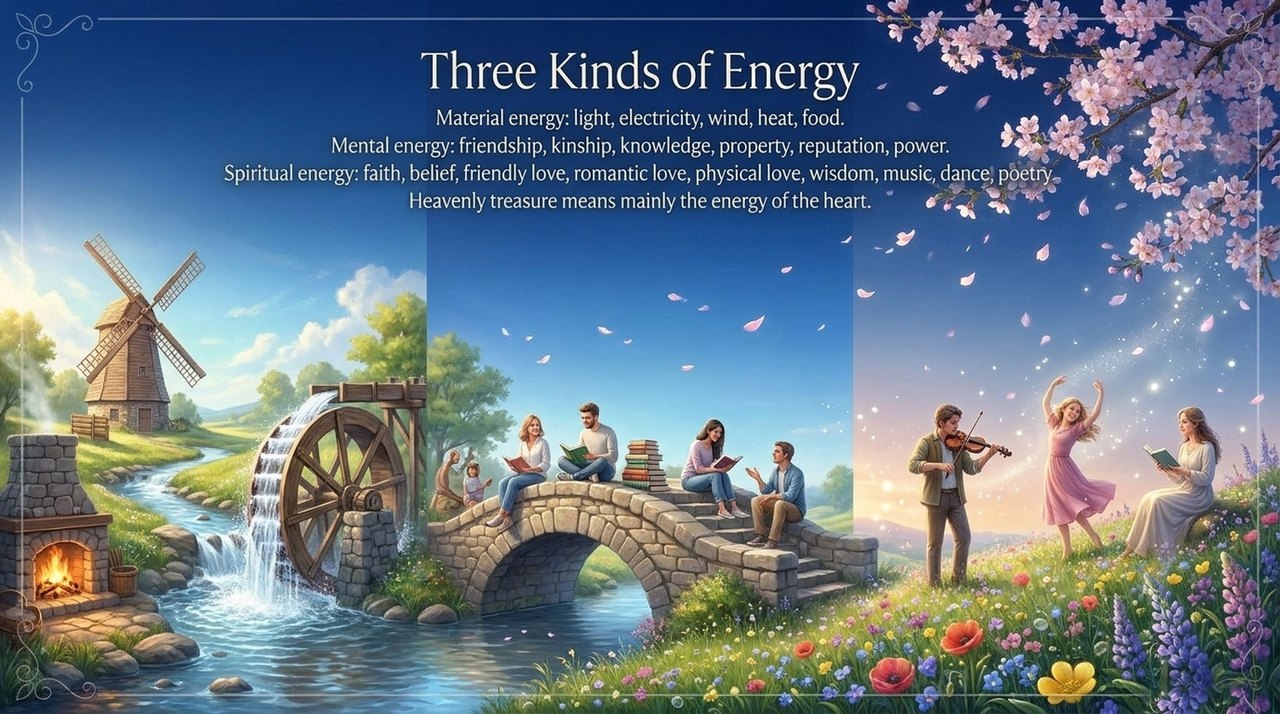 Three Kinds of Energy
Material energy: light, electricity, wind, heat, food.
Mental energy: friendship, kinship, knowledge, property, reputation, power.
Spiritual energy: faith, belief, friendly love, romantic love, physical love, wisdom, music, dance, poetry
Heavenly treasure means mainly the energy of the heart.